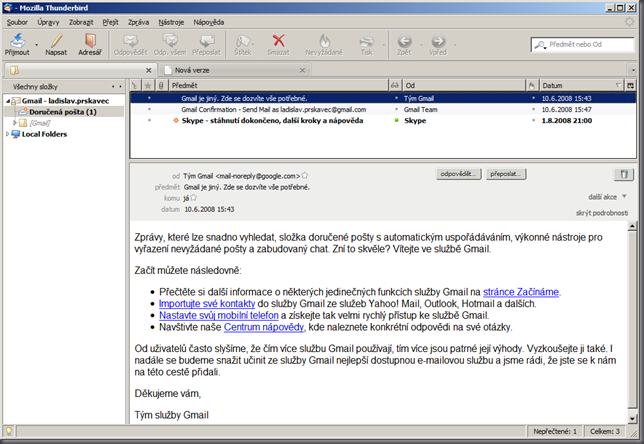 - Mozilla Thunderbird
Soubor Úpravy Zobrazit Přejít Zpráva Nástroje Nápověda
Přijmout Napsat Adresář Odpovědět Odp. všem Přeposlat Štítek Smazat Nevyžádané Tisk Zpět Vpřed Předmět nebo Od
Nová verze
Všechny složky
Předmět Od Datum
Gmail - ladislav.prskavec
Doručená pošta (1)
[Gmail]
Local Folders
Gmail je jiný. Zde se dozvíte vše potřebné. Tým Gmail 10.6.2008 15:43
Gmail Confirmation - Send Mail as ladislav.prskavec@gmail.com Gmail Team 10.6.2008 15:47
Skype - stáhnutí dokončeno, další kroky a nápověda Skype 1.8.2008 21:00
od Tým Gmail <mail-noreply@google.com> odpovědět... přeposlat...
předmět Gmail je jiný. Zde se dozvíte vše potřebné.
komu já další akce
datum 10.6.2008 15:43 skrýt podrobnosti
Zprávy, které lze snadno vyhledat, složka doručené pošty s automatickým uspořádáváním, výkonné nástroje pro
vyřazení nevyžádané pošty a zabudovaný chat. Zní to skvěle? Vítejte ve službě Gmail.
Začít můžete následovně:
• Přečtěte si další informace o některých jedinečných funkcích služby Gmail na stránce Začínáme.
• Importujte své kontakty do služby Gmail ze služeb Yahoo! Mail, Outlook, Hotmail a dalších.
• Nastavte svůj mobilní telefon a získejte tak velmi rychlý přístup ke službě Gmail.
• Navštivte naše Centrum nápovědy, kde naleznete konkrétní odpovědi na své otázky.
Od uživatelů často slyšíme, že čím více službu Gmail používají, tím více jsou patrné její výhody. Vyzkoušejte ji také. I
nadále se budeme snažit učinit ze služby Gmail nejlepší dostupnou e-mailovou službu a jsme rádi, že jste se k nám
na této cestě přidali.
Děkujeme vám,
Tým služby Gmail
Nepřečtené: 1 Celkem: 3